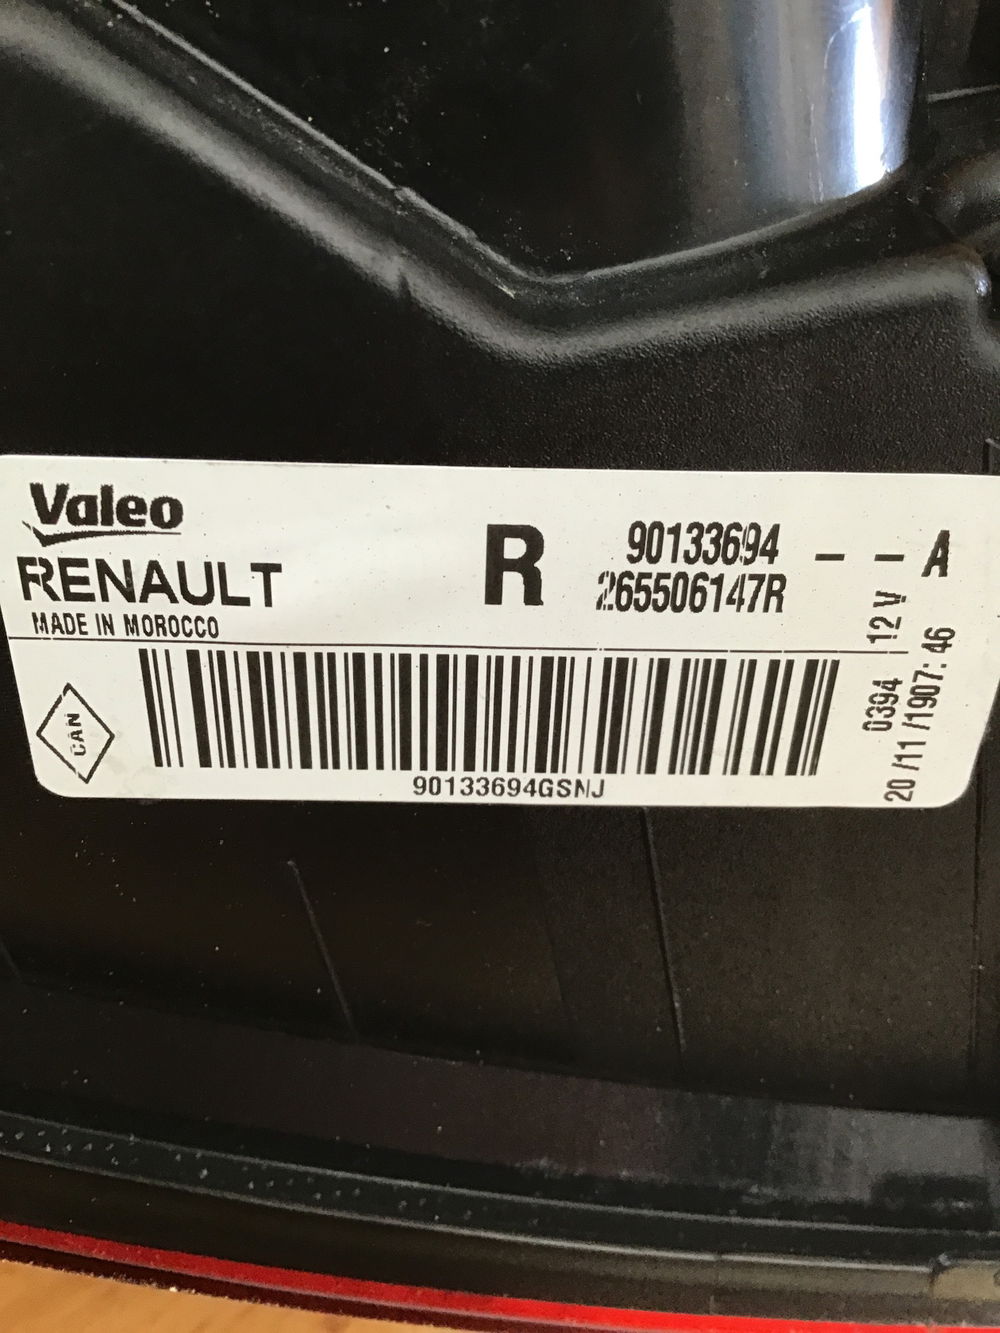 Valeo
RENAULT
MADE IN MOROCCO
R
90133694 - - A
265506147R
CAN
90133694GSNJ
0394 12 V
20 /11 /1907: 46